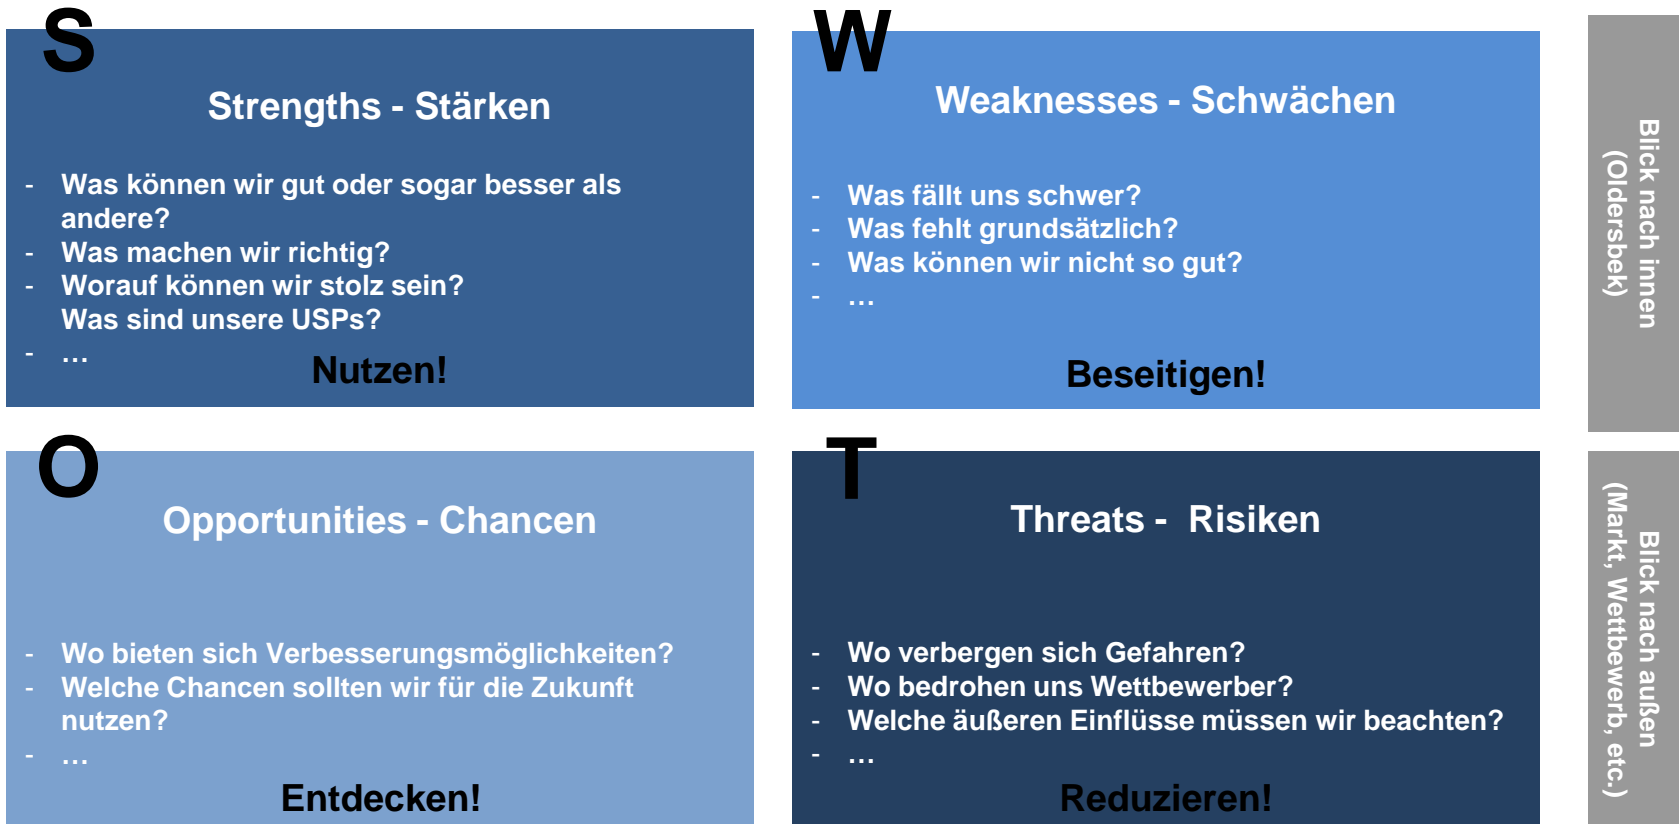 S
Strengths - Stärken
- Was können wir gut oder sogar besser als
andere?
- Was machen wir richtig?
- Worauf können wir stolz sein?
Was sind unsere USPs?
- …
Nutzen!
W
Weaknesses - Schwächen
- Was fällt uns schwer?
- Was fehlt grundsätzlich?
- Was können wir nicht so gut?
- …
Beseitigen!
Blick nach innen
(Oldersbek)
O
Opportunities - Chancen
- Wo bieten sich Verbesserungsmöglichkeiten?
- Welche Chancen sollten wir für die Zukunft
nutzen?
- …
Entdecken!
T
Threats -  Risiken
- Wo verbergen sich Gefahren?
- Wo bedrohen uns Wettbewerber?
- Welche äußeren Einflüsse müssen wir beachten?
- …
Reduzieren!
Blick nach außen
(Markt, Wettbewerb, etc.)